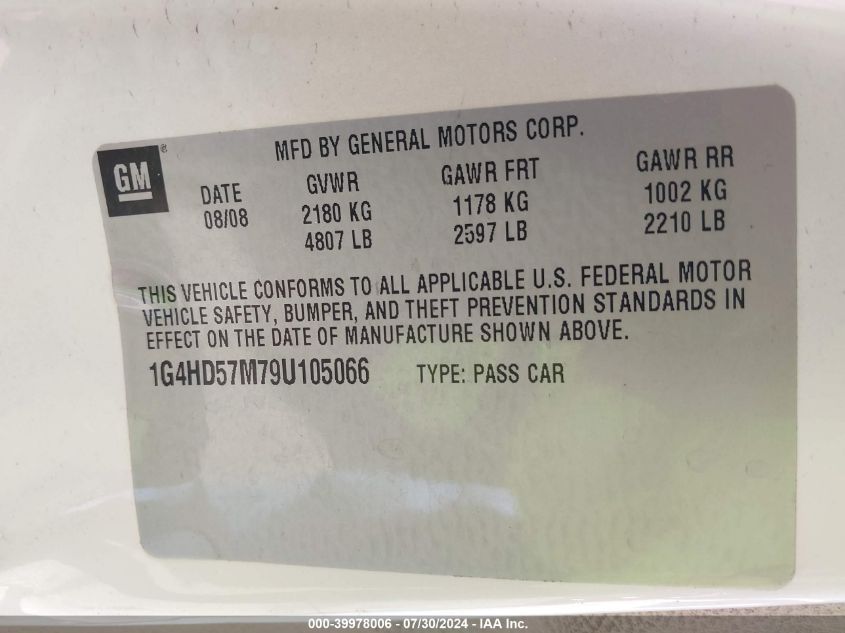 MFD BY GENERAL MOTORS CORP.
GM®
DATE GVWR GAWR FRT GAWR RR
08/08 2180 KG 1178 KG 1002 KG
4807 LB 2597 LB 2210 LB
THIS VEHICLE CONFORMS TO ALL APPLICABLE U.S. FEDERAL MOTOR
VEHICLE SAFETY, BUMPER, AND THEFT PREVENTION STANDARDS IN
EFFECT ON THE DATE OF MANUFACTURE SHOWN ABOVE.
1G4HD57M79U105066 TYPE: PASS CAR
000-39978006 - 07/30/2024 - IAA Inc.